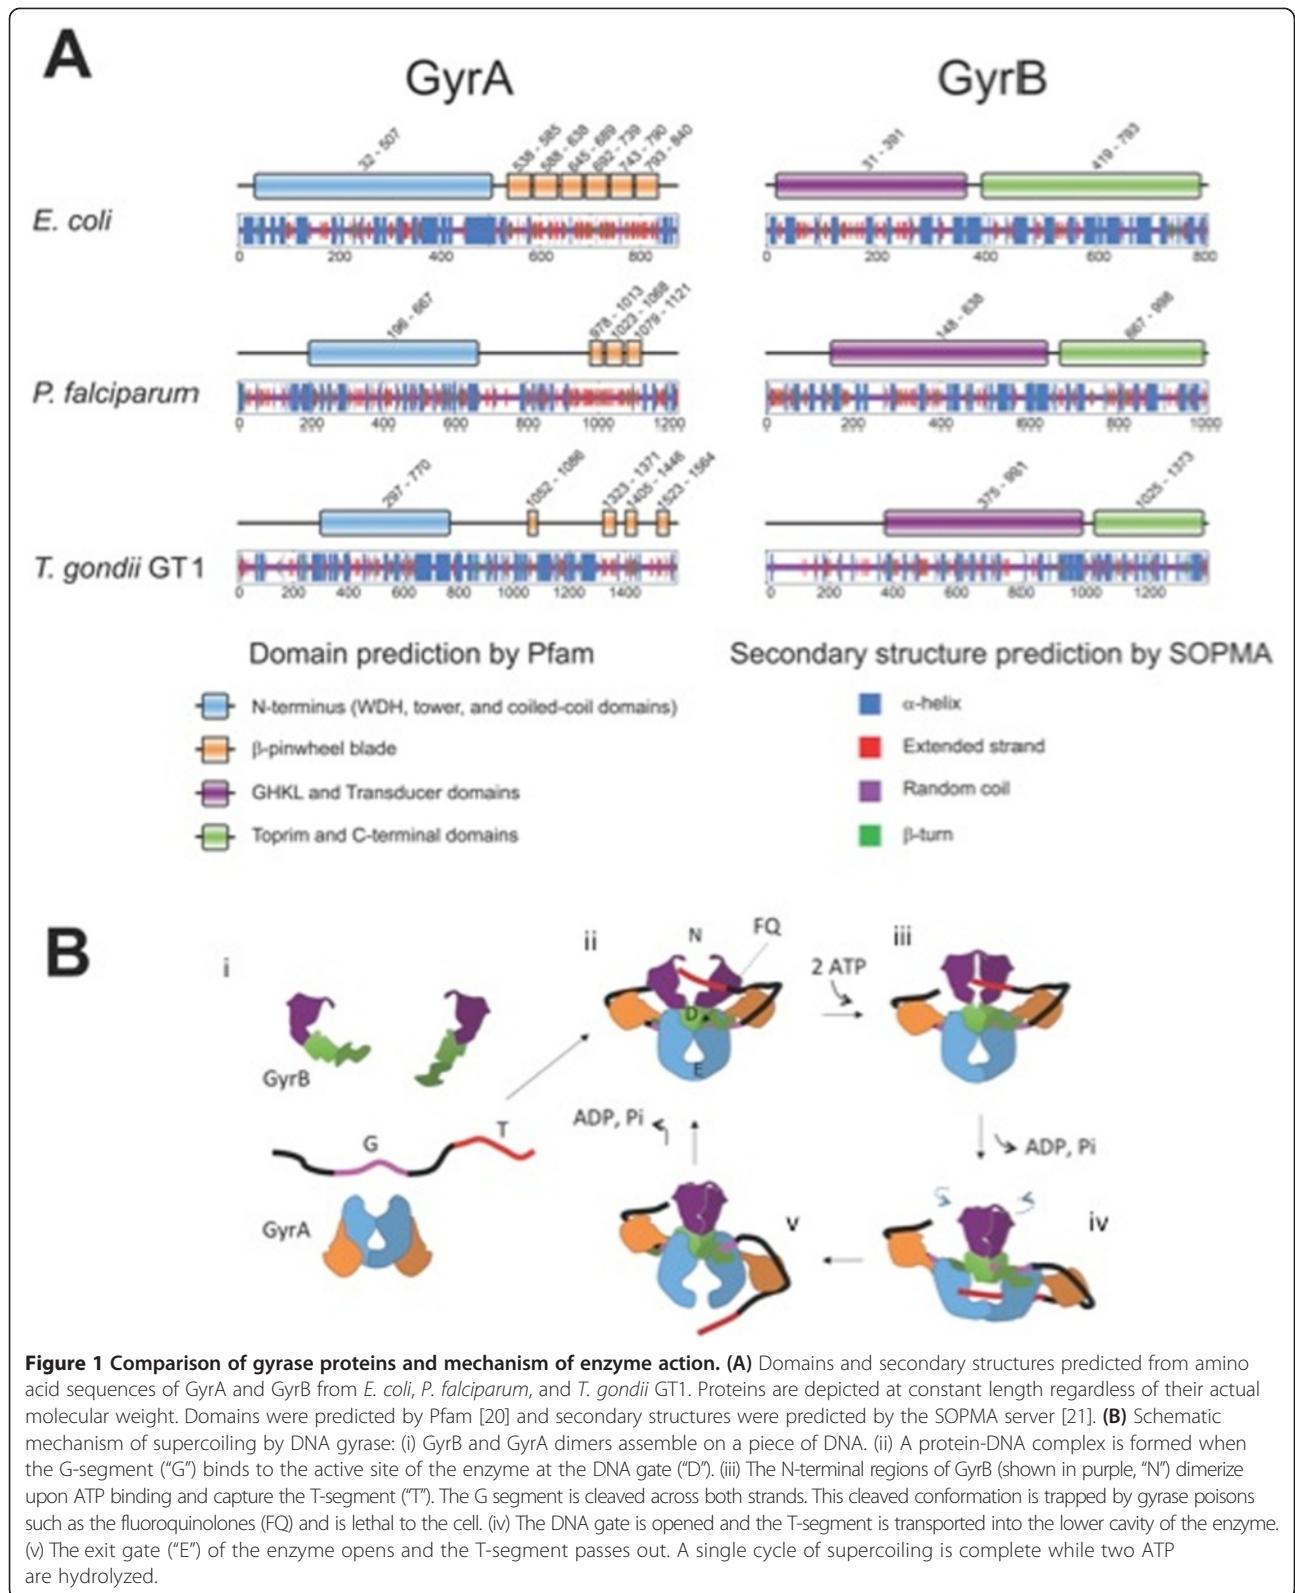 A
GyrA
GyrB
32 - 507
538 - 585
588 - 638
645 - 689
692 - 739
743 - 790
793 - 840
31 - 391
419 - 793
E. coli
0 200 400 600 800
0 200 400 600 800
196 - 667
978 - 1013
1023 - 1068
1079 - 1121
148 - 638
667 - 998
P. falciparum
0 200 400 600 800 1000 1200
0 200 400 600 800 1000
297 - 770
1052 - 1086
1323 - 1371
1405 - 1446
1523 - 1564
375 - 981
1025 - 1373
T. gondii GT1
0 200 400 600 800 1000 1200 1400
0 200 400 600 800 1000 1200
Domain prediction by Pfam
Secondary structure prediction by SOPMA
N-terminus (WDH, tower, and coiled-coil domains)
α-helix
β-pinwheel blade
Extended strand
GHKL and Transducer domains
Random coil
Toprim and C-terminal domains
β-turn
B
i
ii
N
FQ
2 ATP
iii
D
E
GyrB
ADP, Pi
ADP, Pi
G
T
GyrA
v
iv
Figure 1 Comparison of gyrase proteins and mechanism of enzyme action. (A) Domains and secondary structures predicted from amino
acid sequences of GyrA and GyrB from E. coli, P. falciparum, and T. gondii GT1. Proteins are depicted at constant length regardless of their actual
molecular weight. Domains were predicted by Pfam [20] and secondary structures were predicted by the SOPMA server [21]. (B) Schematic
mechanism of supercoiling by DNA gyrase: (i) GyrB and GyrA dimers assemble on a piece of DNA. (ii) A protein-DNA complex is formed when
the G-segment (“G”) binds to the active site of the enzyme at the DNA gate (“D”). (iii) The N-terminal regions of GyrB (shown in purple, “N”) dimerize
upon ATP binding and capture the T-segment (“T”). The G segment is cleaved across both strands. This cleaved conformation is trapped by gyrase poisons
such as the fluoroquinolones (FQ) and is lethal to the cell. (iv) The DNA gate is opened and the T-segment is transported into the lower cavity of the enzyme.
(v) The exit gate (“E”) of the enzyme opens and the T-segment passes out. A single cycle of supercoiling is complete while two ATP
are hydrolyzed.